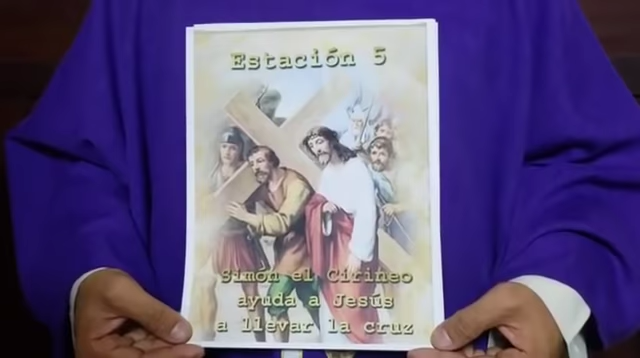 Estación 5
Simón el Cirineo
ayuda a Jesús
a llevar la cruz